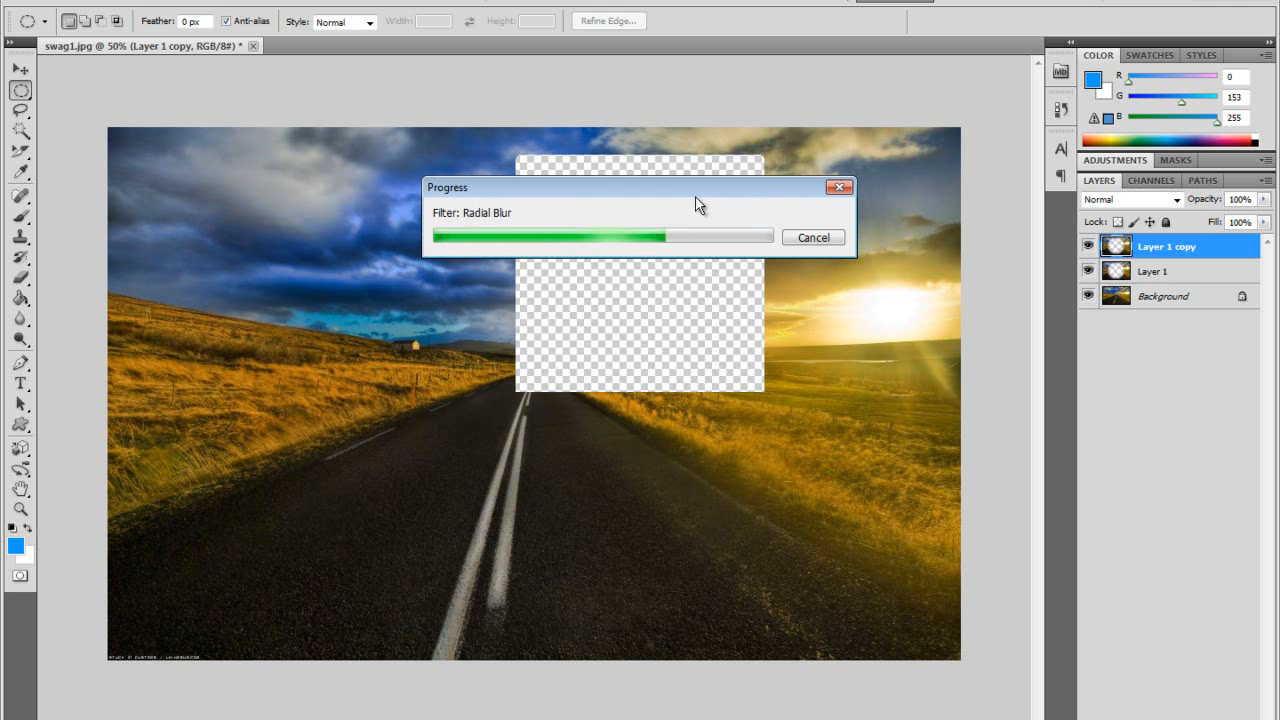 Feather: 0 px Anti-alias Style: Normal Width: Height: Refine Edge...
swag1.jpg @ 50% (Layer 1 copy, RGB/8#) *
COLOR SWATCHES STYLES
Mb
R 0
G 153
B 255
A
T
Progress
Filter: Radial Blur
Cancel
ADJUSTMENTS MASKS
LAYERS CHANNELS PATHS
Normal Opacity: 100%
Lock: Fill: 100%
Layer 1 copy
Layer 1
Background